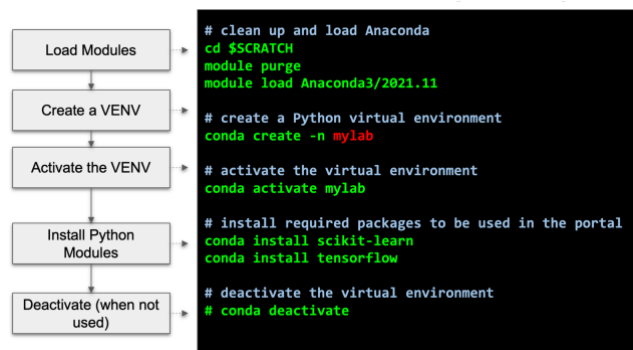 Load Modules
Create a VENV
Activate the VENV
Install Python
Modules
Deactivate (when not
used)
# clean up and load Anaconda
cd $SCRATCH
module purge
module load Anaconda3/2021.11
# create a Python virtual environment
conda create -n mylab
# activate the virtual environment
conda activate mylab
# install required packages to be used in the portal
conda install scikit-learn
conda install tensorflow
# deactivate the virtual environment
# conda deactivate